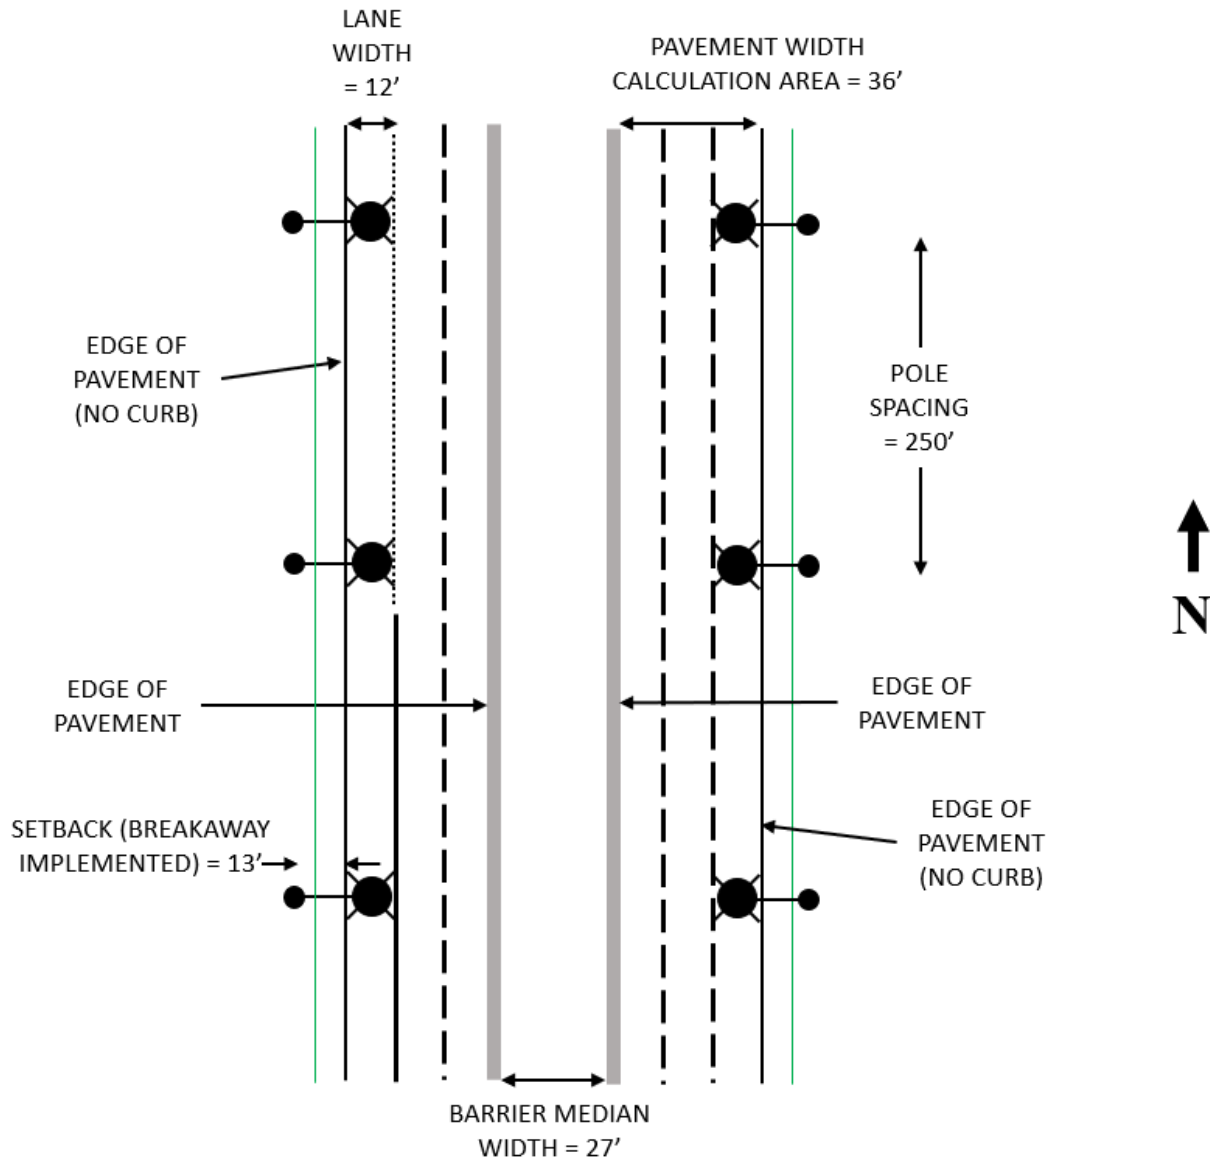 LANE
WIDTH
= 12’
PAVEMENT WIDTH
CALCULATION AREA = 36’
EDGE OF
PAVEMENT
(NO CURB)
POLE
SPACING
= 250’
N
EDGE OF
PAVEMENT
EDGE OF
PAVEMENT
SETBACK (BREAKAWAY
IMPLEMENTED) = 13’
EDGE OF
PAVEMENT
(NO CURB)
BARRIER MEDIAN
WIDTH = 27’